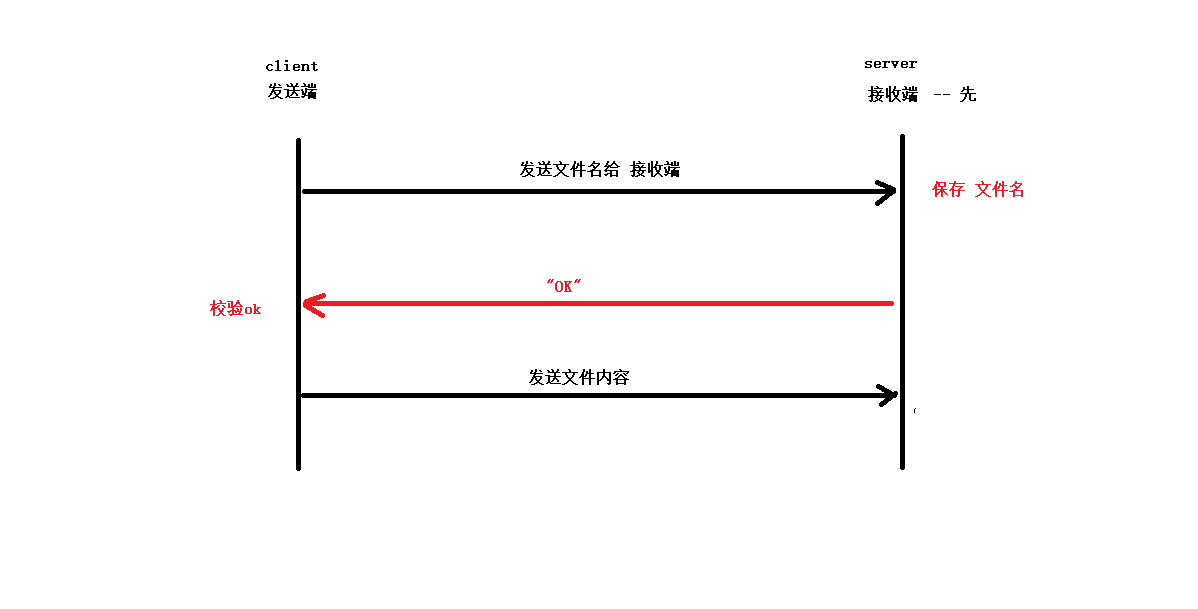 client
发送端
server
接收端 -- 先
发送文件名给 接收端
保存 文件名
"OK"
校验ok
发送文件内容